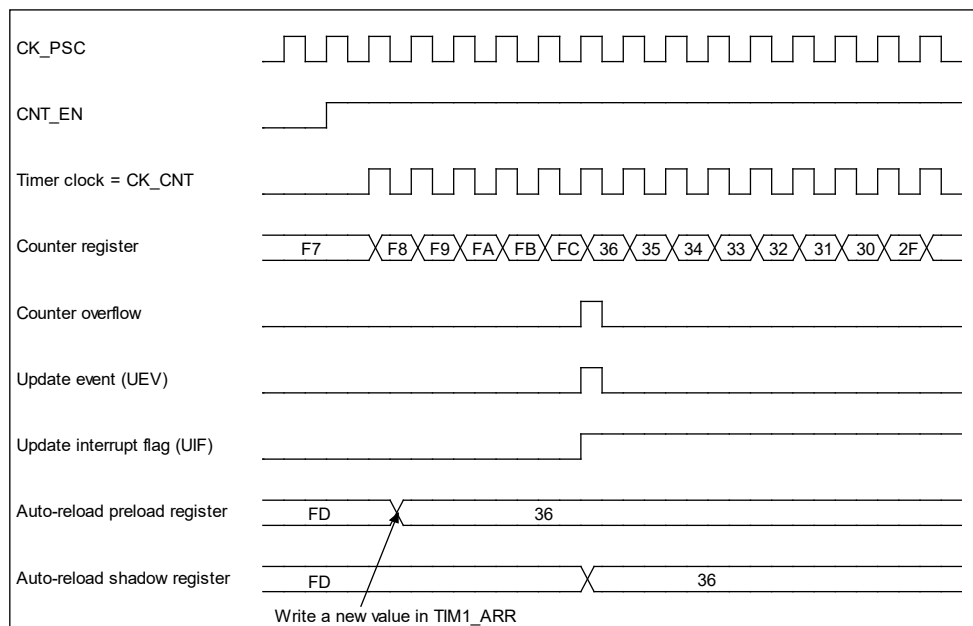 CK_PSC
CNT_EN
Timer clock = CK_CNT
Counter register F7 F8 F9 FA FB FC 36 35 34 33 32 31 30 2F
Counter overflow
Update event (UEV)
Update interrupt flag (UIF)
Auto-reload preload register FD 36
Auto-reload shadow register FD 36
Write a new value in TIM1_ARR